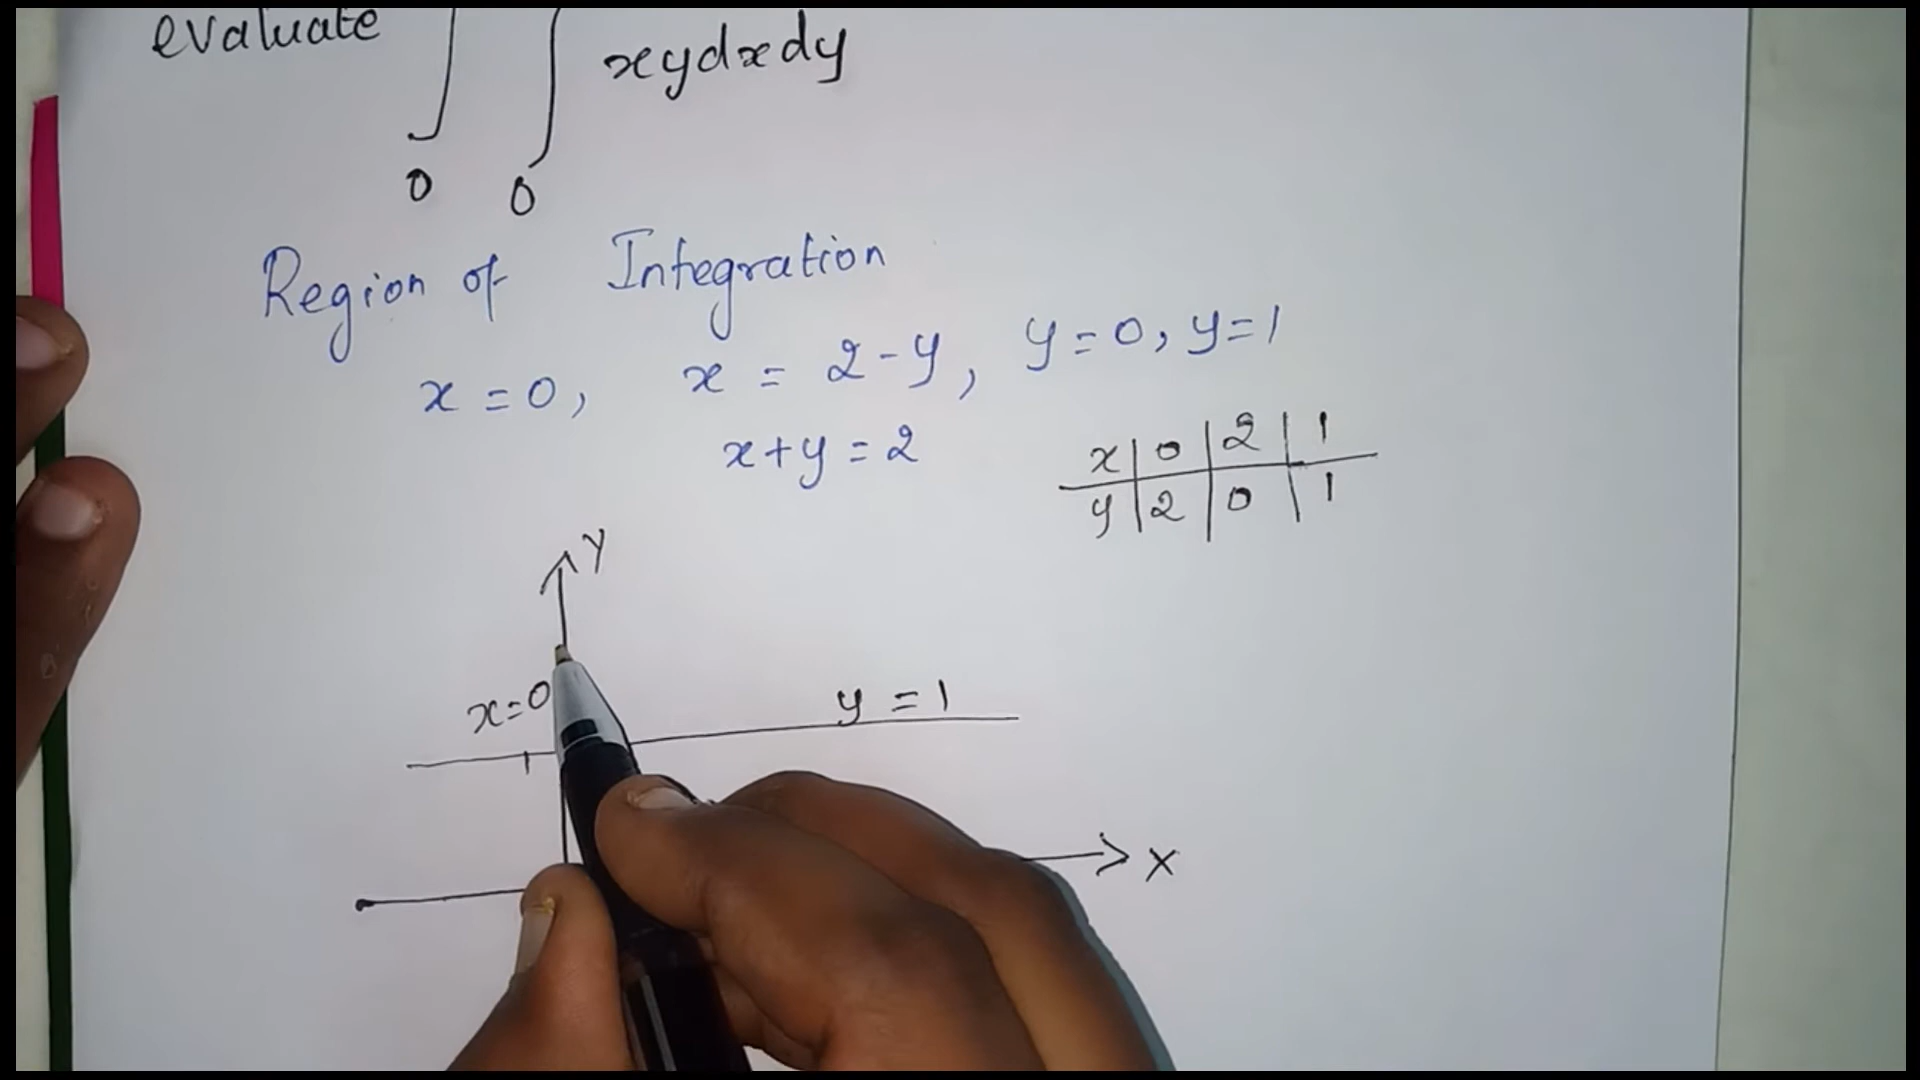 evaluate ∫ ∫ xydxdy
0 0
Region of Integration
x = 0, x = 2-y, y=0, y=1
x+y=2
x | 0 | 2 | 1
y | 2 | 0 | 1
Y
x=0 y = 1
1
X